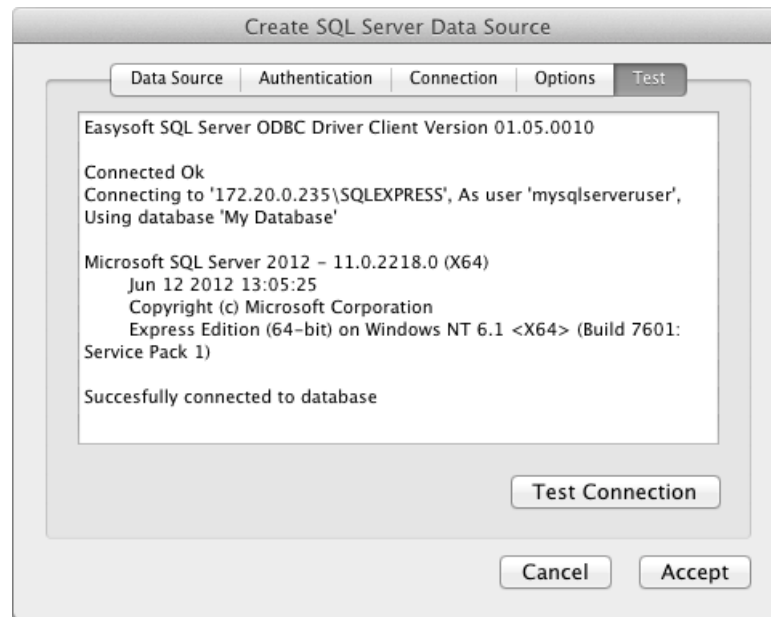 Create SQL Server Data Source
Data Source
Authentication
Connection
Options
Test
Easysoft SQL Server ODBC Driver Client Version 01.05.0010
Connected Ok
Connecting to '172.20.0.235\SQLEXPRESS', As user 'mysqlserveruser',
Using database 'My Database'
Microsoft SQL Server 2012 – 11.0.2218.0 (X64)
Jun 12 2012 13:05:25
Copyright (c) Microsoft Corporation
Express Edition (64-bit) on Windows NT 6.1 <X64> (Build 7601:
Service Pack 1)
Succesfully connected to database
Test Connection
Cancel
Accept